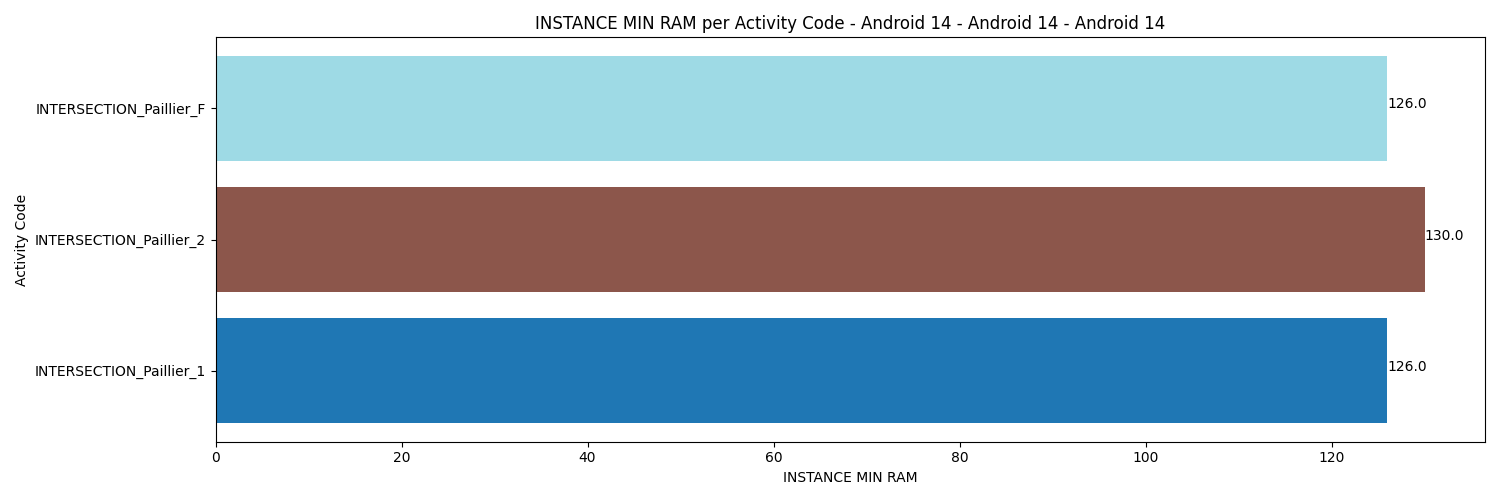 INSTANCE MIN RAM per Activity Code - Android 14 - Android 14 - Android 14
Activity Code
INTERSECTION_Paillier_F
126.0
INTERSECTION_Paillier_2
130.0
INTERSECTION_Paillier_1
126.0
0 20 40 60 80 100 120
INSTANCE MIN RAM